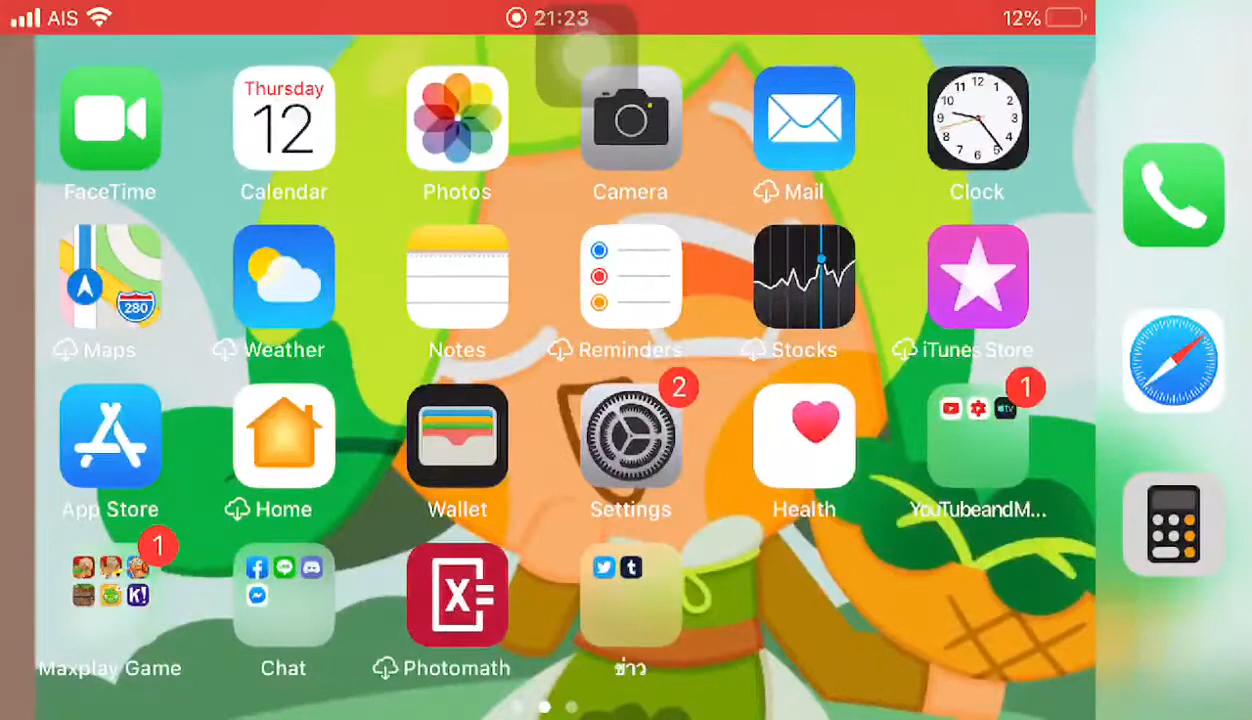 AIS 21:23 12%
Thursday
12
FaceTime Calendar Photos Camera Mail Clock
280
Maps Weather Notes Reminders Stocks iTunes Store
2 1
App Store Home Wallet Settings Health YouTubeandM...
1
K!
X
Maxplay Game Chat Photomath ข่าว